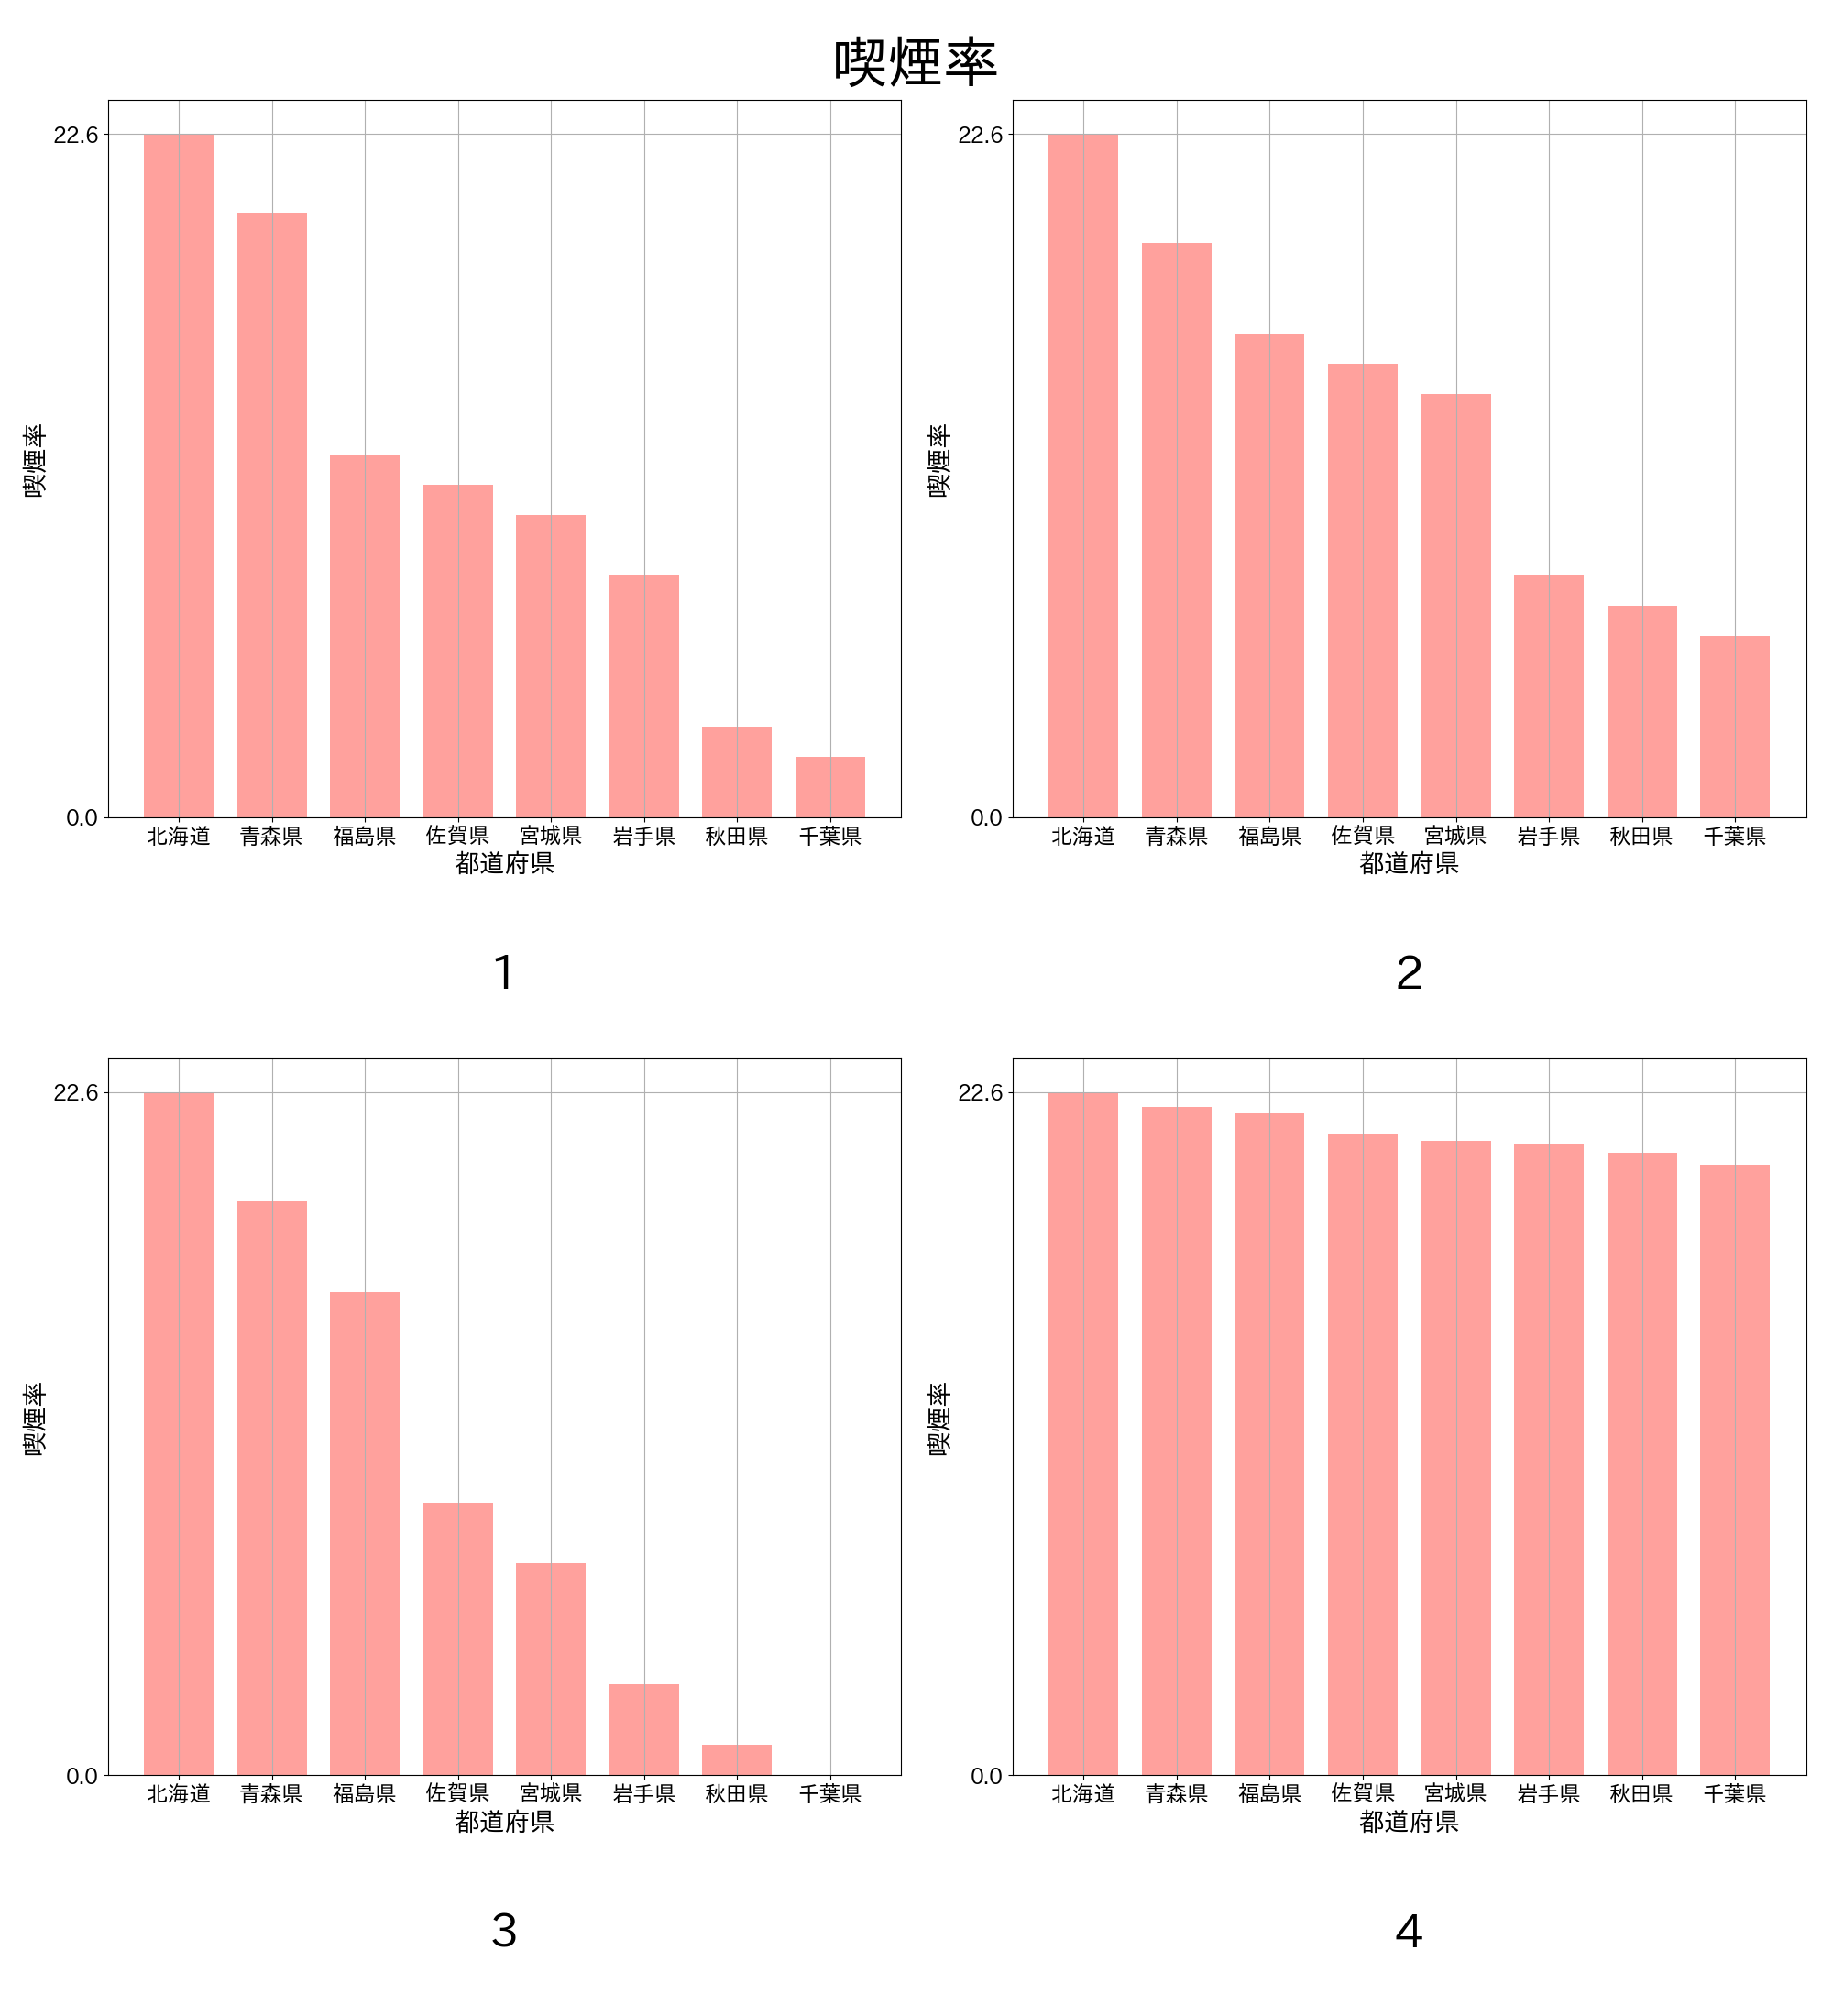 喫煙率
22.6
0.0
喫煙率
北海道 青森県 福島県 佐賀県 宮城県 岩手県 秋田県 千葉県
都道府県
1
22.6
0.0
喫煙率
北海道 青森県 福島県 佐賀県 宮城県 岩手県 秋田県 千葉県
都道府県
2
22.6
0.0
喫煙率
北海道 青森県 福島県 佐賀県 宮城県 岩手県 秋田県 千葉県
都道府県
3
22.6
0.0
喫煙率
北海道 青森県 福島県 佐賀県 宮城県 岩手県 秋田県 千葉県
都道府県
4